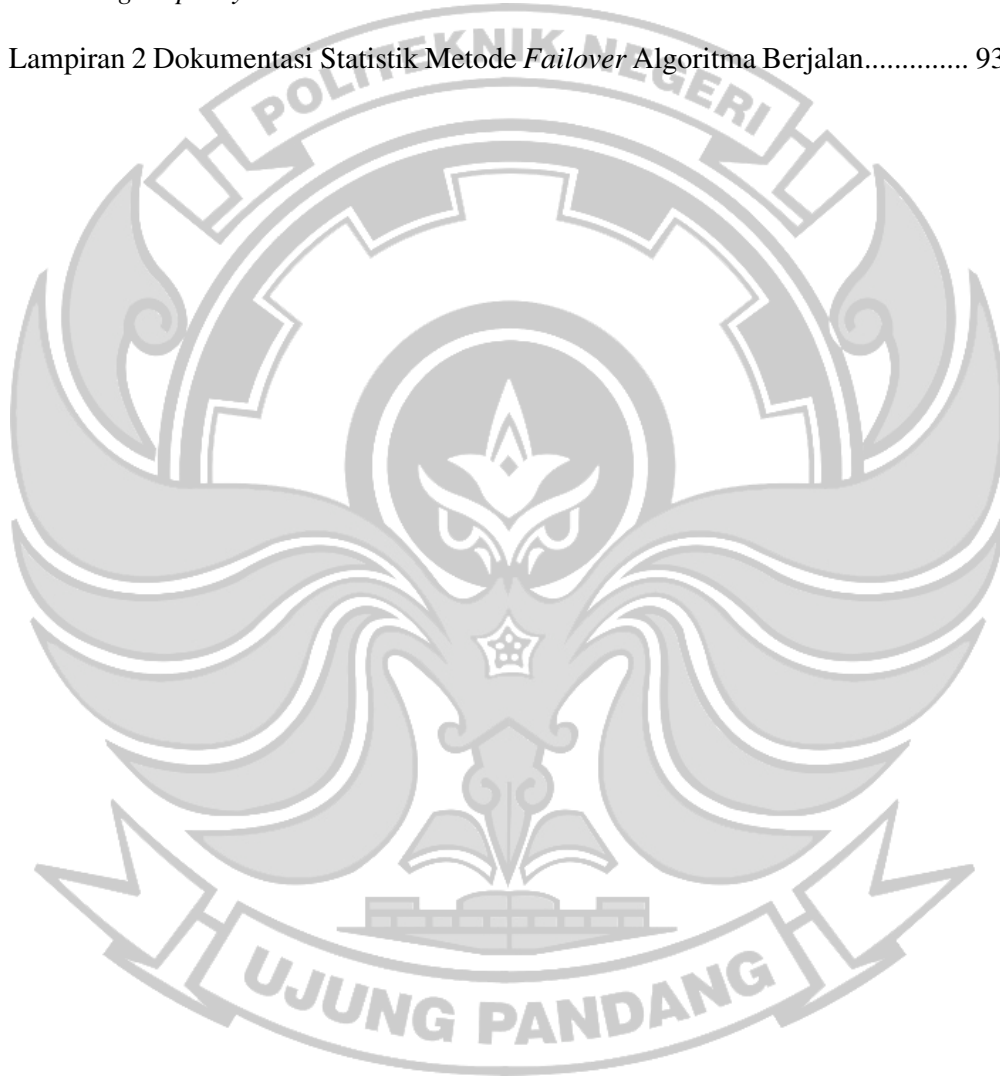 Lampiran 2 Dokumentasi Statistik Metode Failover Algoritma Berjalan.............. 93
POLITEKNIK NEGERI
UJUNG PANDANG